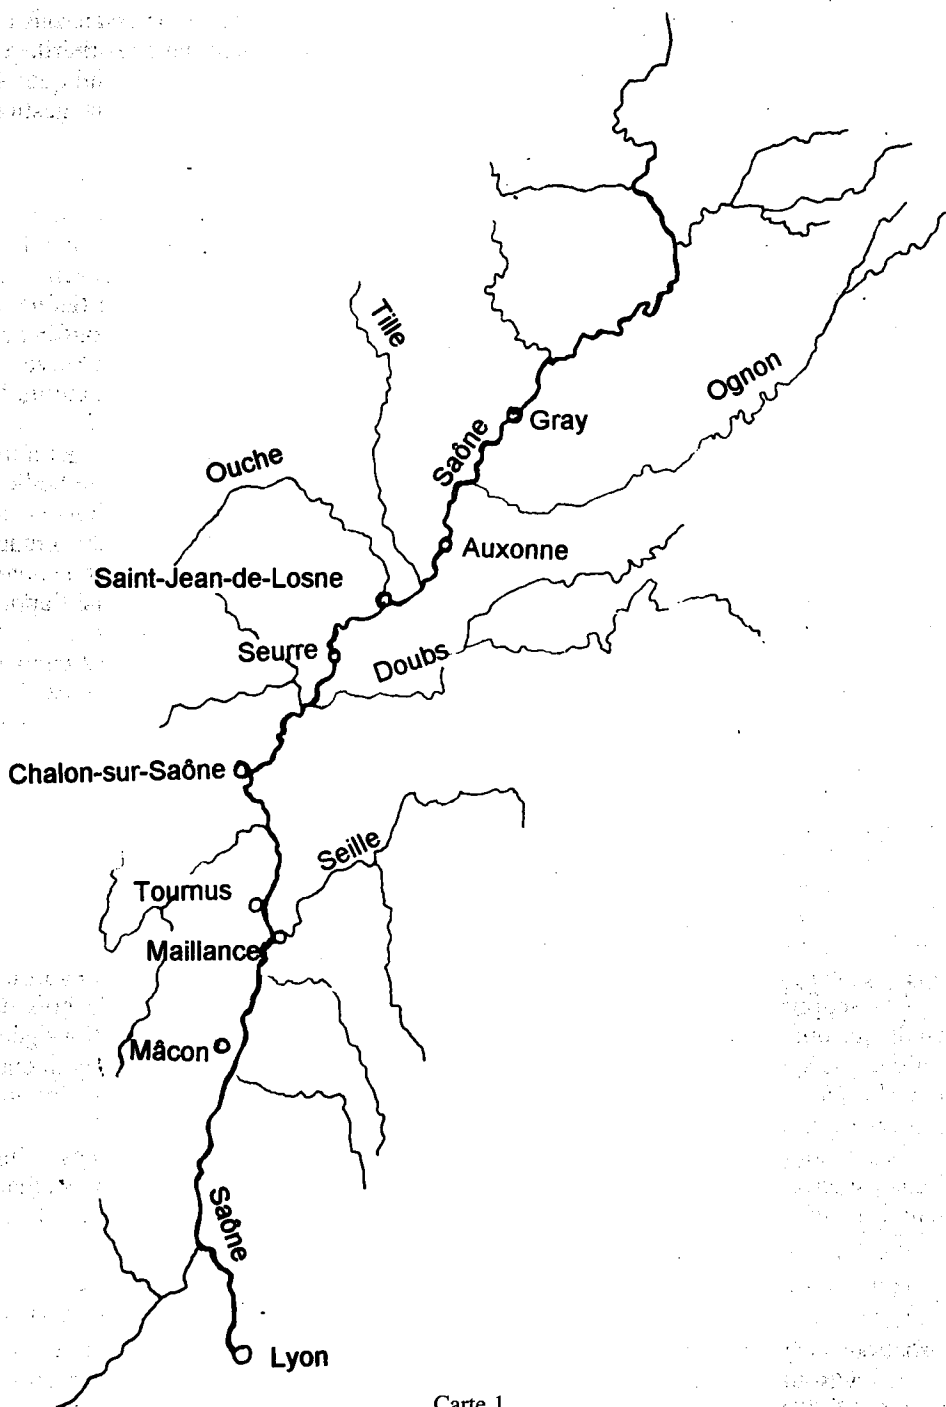 Tille
Ognon
Gray
Saône
Ouche
Auxonne
Saint-Jean-de-Losne
Seurre
Doubs
Chalon-sur-Saône
Seille
Tournus
Maillance
Mâcon
Saône
Lyon
Carte 1